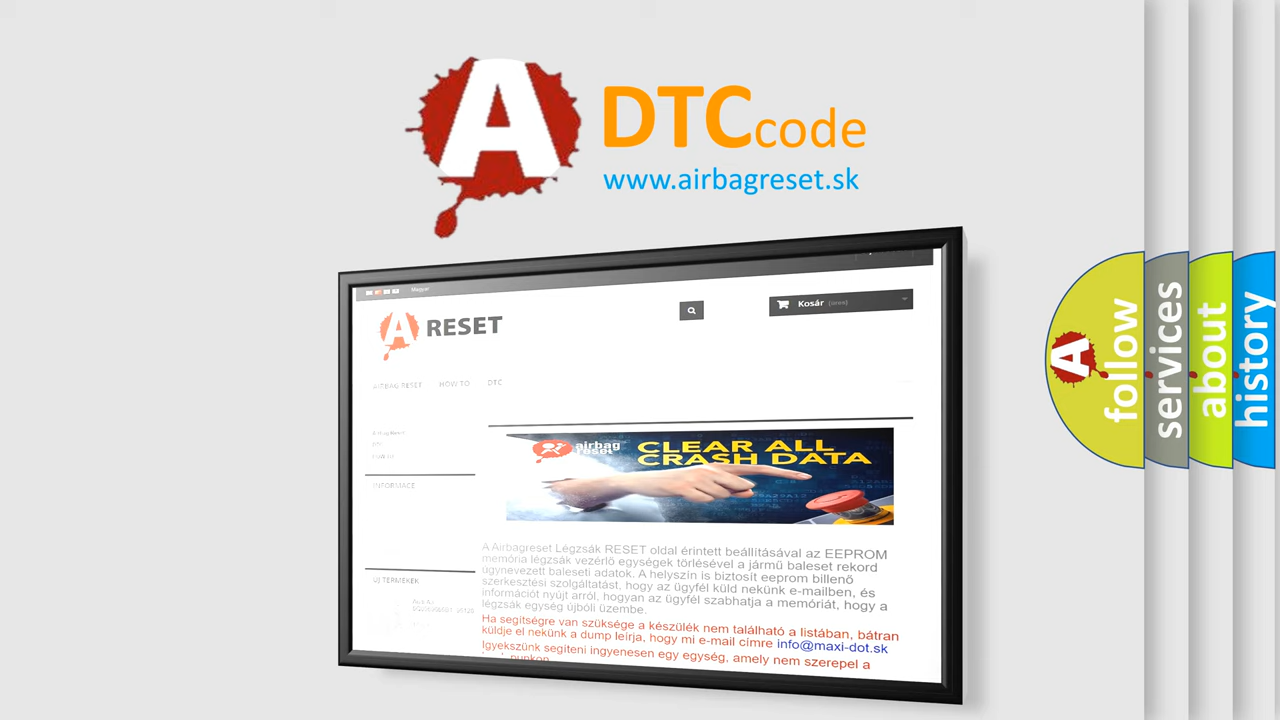 A DTC code
www.airbagreset.sk
Magyar
A RESET
Kosár
AIRBAG RESET HOW TO DTC
INFORMACE
ÚJ TERMÉKEK
airbag
reset
CLEAR ALL
CRASH DATA
A Airbagreset Légzsák RESET oldal érintett beállításával az EEPROM
memória légzsák vezérlő egységek törlésével a jármű baleset rekord
úgynevezett baleseti adatok. A helyszín is biztosít eeprom billenő
szerkesztési szolgáltatást, hogy az ügyfél küld nekünk e-mailben, és
információt nyújt arról, hogyan az ügyfél szabhatja a memóriát, hogy a
légzsák egység újbóli üzembe.
Ha segítségre van szüksége a készülék nem található a listában, bátran
küldje el nekünk a dump leírja, hogy mi e-mail címre info@maxi-dot.sk
Igyekszünk segíteni ingyenesen egy egység, amely nem szerepel a
A follow
services
about
history